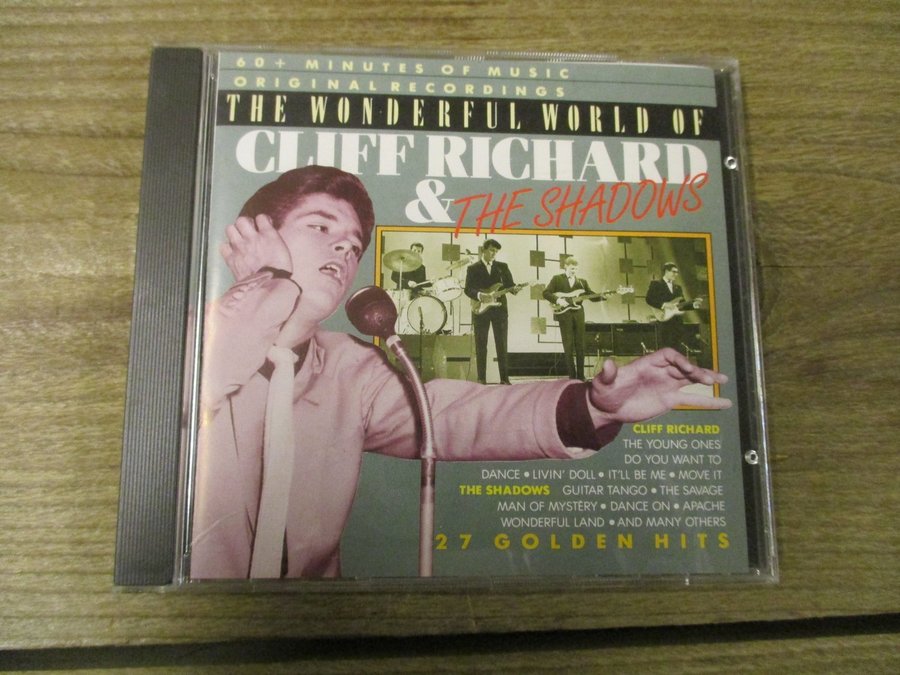 60+ MINUTES OF MUSIC
ORIGINAL RECORDINGS
THE WONDERFUL WORLD OF
CLIFF RICHARD
& THE SHADOWS
CLIFF RICHARD
THE YOUNG ONES
DO YOU WANT TO
DANCE • LIVIN' DOLL • IT'LL BE ME • MOVE IT
THE SHADOWS GUITAR TANGO • THE SAVAGE
MAN OF MYSTERY • DANCE ON • APACHE
WONDERFUL LAND • AND MANY OTHERS
27 GOLDEN HITS